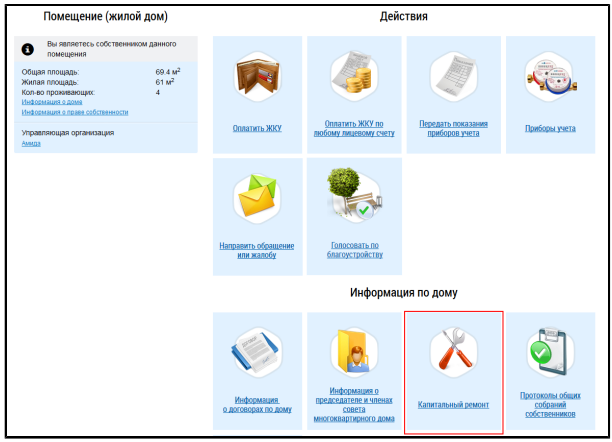 Помещение (жилой дом)
Вы являетесь собственником данного
помещения
Общая площадь: 69.4 м²
Жилая площадь: 61 м²
Кол-во проживающих: 4
Информация о доме
Информация о праве собственности
Управляющая организация
Амида
Действия
Оплатить ЖКУ
Оплатить ЖКУ по
любому лицевому счету
Передать показания
приборов учета
Приборы учета
Направить обращение
или жалобу
Голосовать по
благоустройству
Информация по дому
Информация
о договорах по дому
Информация о
председателе и членах
совета
многоквартирного дома
Капитальный ремонт
Протоколы общих
собраний
собственников